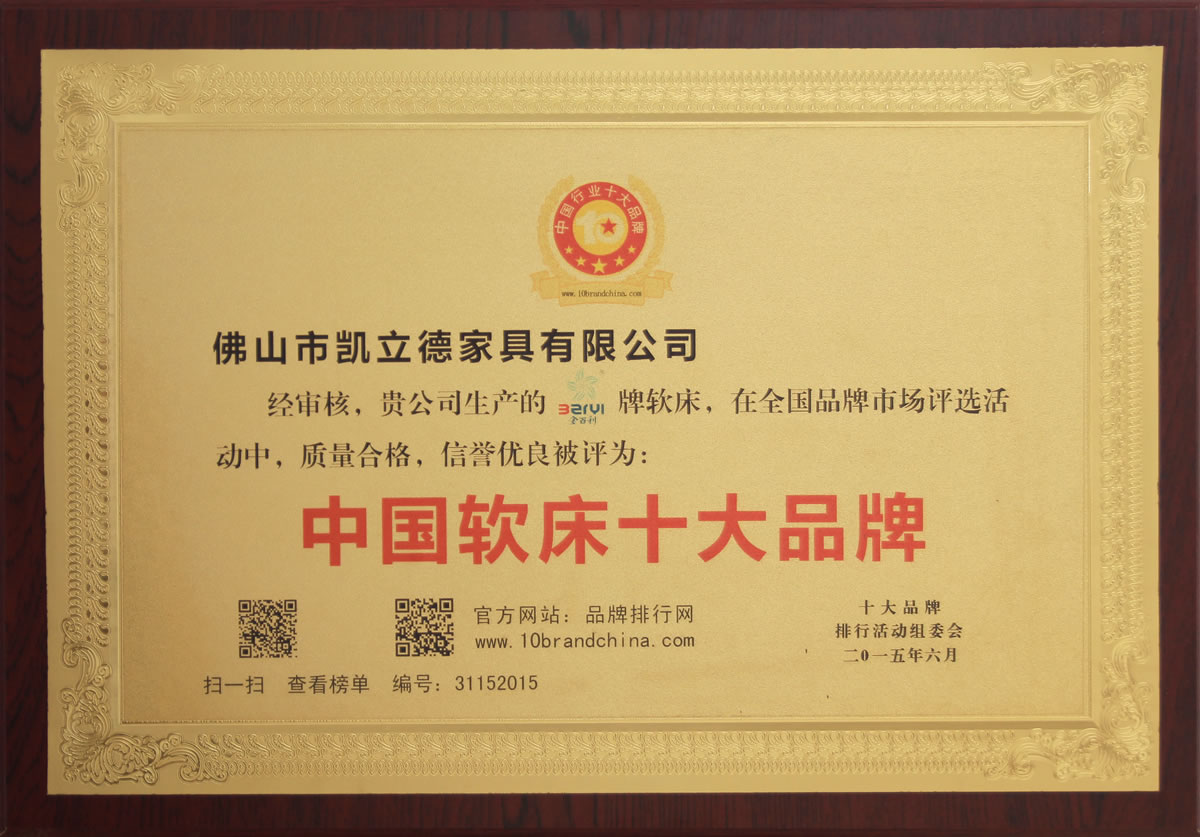 中国行业十大品牌
10
www.10brandchina.com
佛山市凯立德家具有限公司
经审核，贵公司生产的 牌软床，在全国品牌市场评选活
动中，质量合格，信誉优良被评为：
中国软床十大品牌
官方网站：品牌排行网
www.10brandchina.com
扫一扫 查看榜单 编号：31152015
十大品牌
排行活动组委会
二0一五年六月